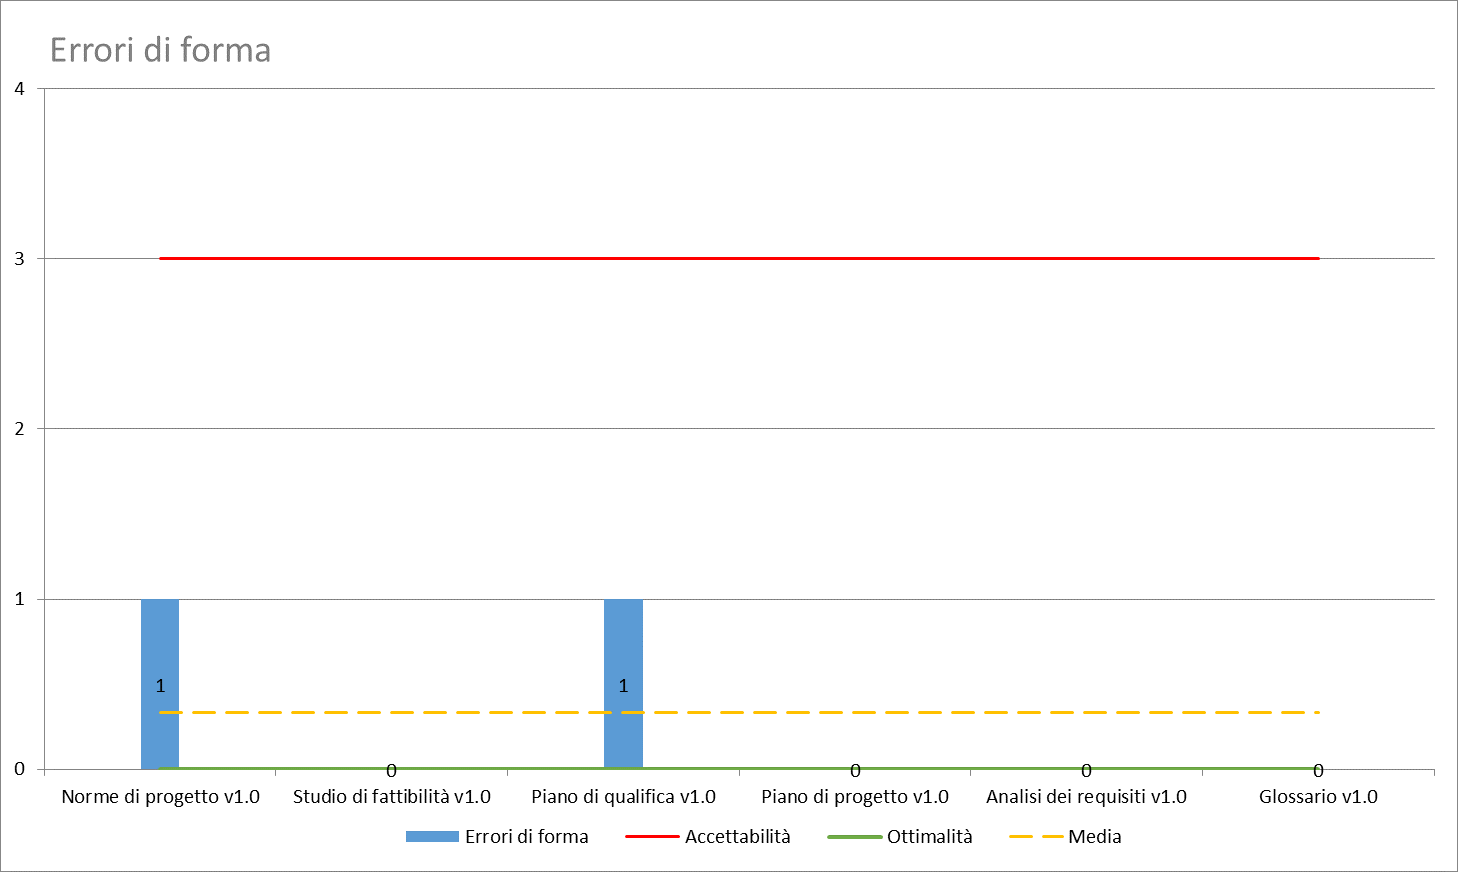 Errori di forma
4
3
2
1
0
1
0
1
0
0
0
Norme di progetto v1.0
Studio di fattibilità v1.0
Piano di qualifica v1.0
Piano di progetto v1.0
Analisi dei requisiti v1.0
Glossario v1.0
Errori di forma
Accettabilità
Ottimalità
Media